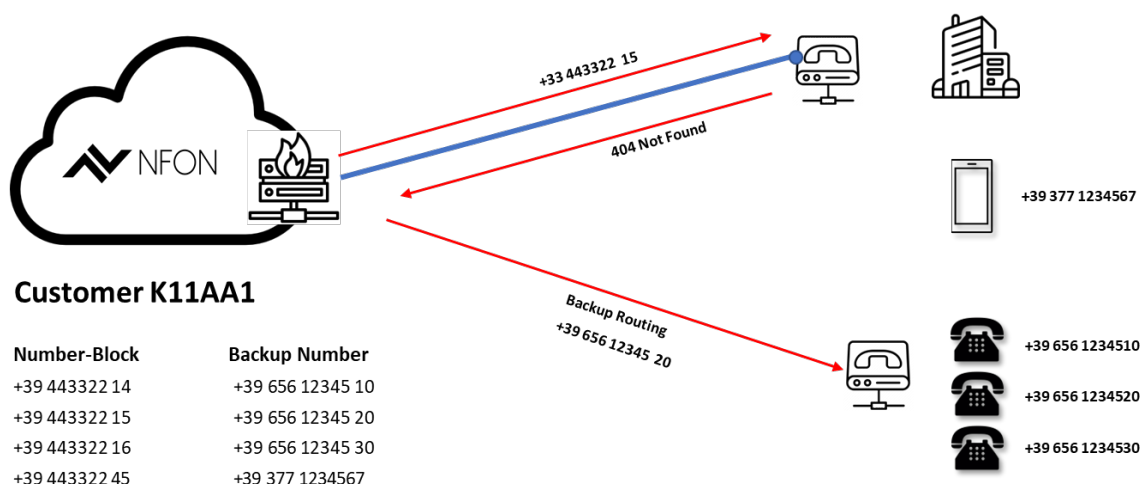 +33 443322 15
404 Not Found
NFON
+39 377 1234567
Customer K11AA1
Backup Routing
+39 656 12345 20
Number-Block Backup Number
+39 443322 14 +39 656 12345 10
+39 443322 15 +39 656 12345 20
+39 443322 16 +39 656 12345 30
+39 443322 45 +39 377 1234567
+39 656 1234510
+39 656 1234520
+39 656 1234530